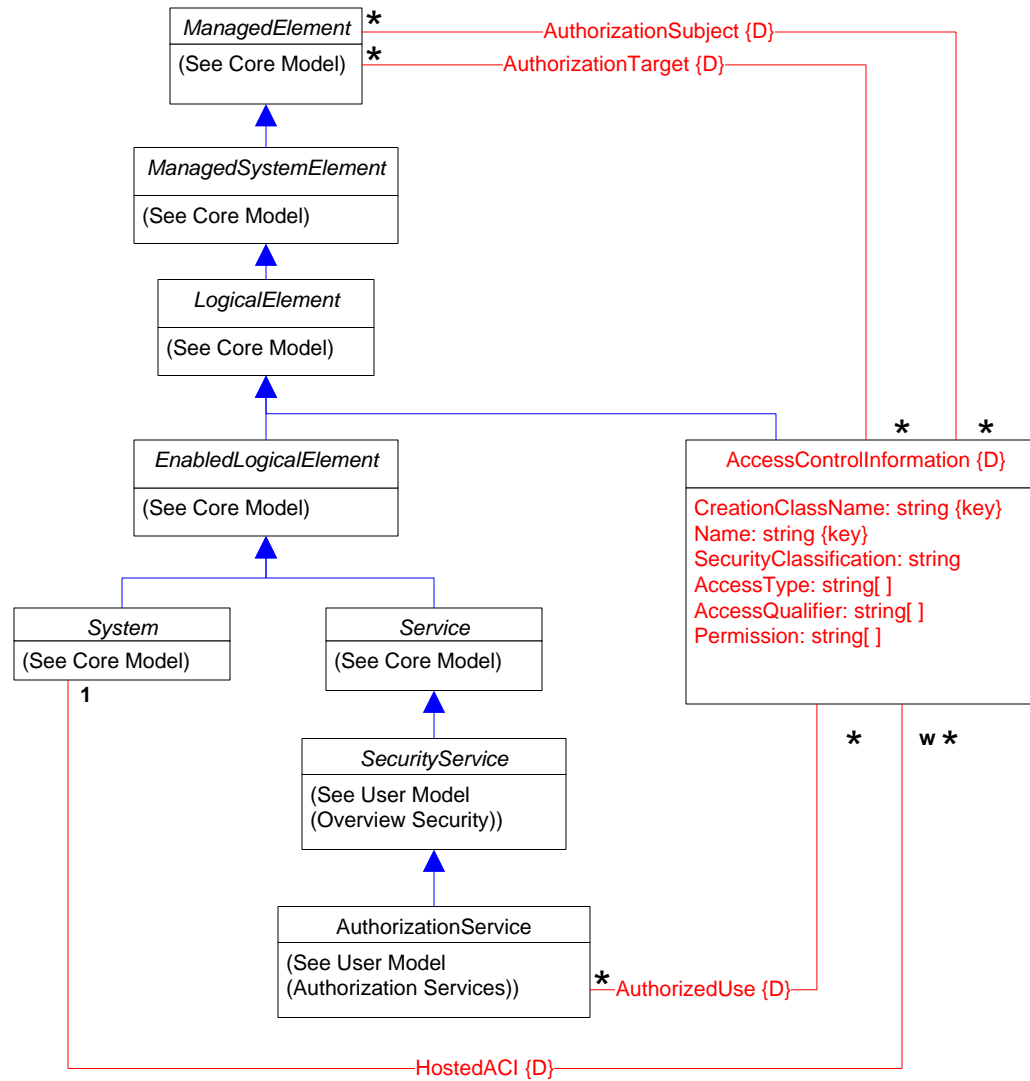 ManagedElement
(See Core Model)
*
AuthorizationSubject {D}
*
AuthorizationTarget {D}
ManagedSystemElement
(See Core Model)
LogicalElement
(See Core Model)
EnabledLogicalElement
(See Core Model)
*
*
AccessControlInformation {D}
CreationClassName: string {key}
Name: string {key}
SecurityClassification: string
AccessType: string[ ]
AccessQualifier: string[ ]
Permission: string[ ]
System
(See Core Model)
1
Service
(See Core Model)
*
w *
SecurityService
(See User Model
(Overview Security))
AuthorizationService
(See User Model
(Authorization Services))
*
AuthorizedUse {D}
HostedACI {D}